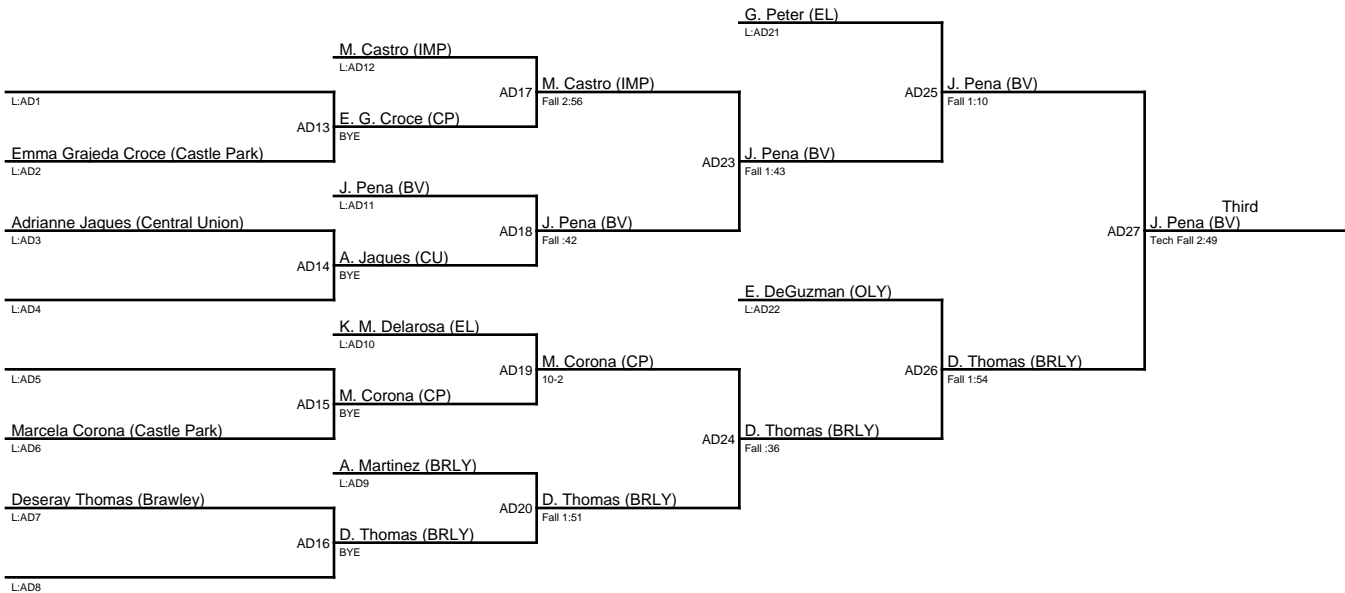 G. Peter (EL)
L:AD21
M. Castro (IMP)
L:AD12
AD17
M. Castro (IMP)
Fall 2:56
AD25
J. Pena (BV)
Fall 1:10
L:AD1
AD13
E. G. Croce (CP)
BYE
Emma Grajeda Croce (Castle Park)
L:AD2
AD23
J. Pena (BV)
Fall 1:43
J. Pena (BV)
L:AD11
Adrianne Jaques (Central Union)
L:AD3
AD18
J. Pena (BV)
Fall :42
Third
AD27
J. Pena (BV)
Tech Fall 2:49
AD14
A. Jaques (CU)
BYE
L:AD4
E. DeGuzman (OLY)
L:AD22
K. M. Delarosa (EL)
L:AD10
L:AD5
AD19
M. Corona (CP)
10-2
AD26
D. Thomas (BRLY)
Fall 1:54
AD15
M. Corona (CP)
BYE
Marcela Corona (Castle Park)
L:AD6
AD24
D. Thomas (BRLY)
Fall :36
A. Martinez (BRLY)
L:AD9
Deseray Thomas (Brawley)
L:AD7
AD20
D. Thomas (BRLY)
Fall 1:51
AD16
D. Thomas (BRLY)
BYE
L:AD8